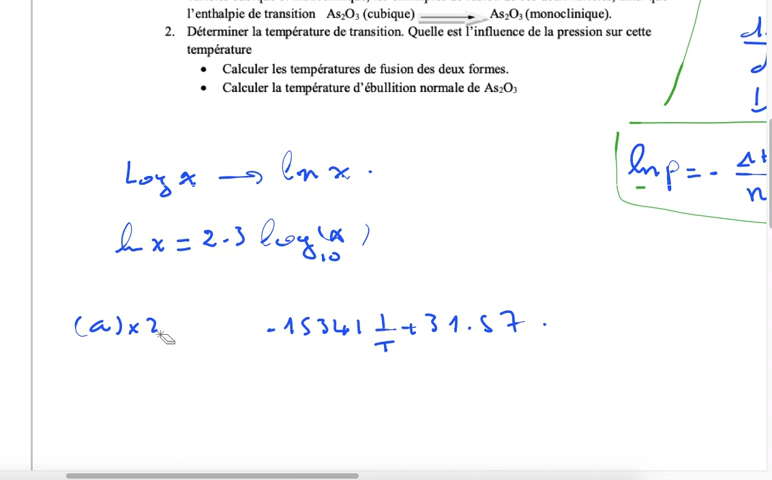 l'enthalpie de transition As₂O₃ (cubique) ⟶ As₂O₃ (monoclinique).
2. Déterminer la température de transition. Quelle est l'influence de la pression sur cette
température
• Calculer les températures de fusion des deux formes.
• Calculer la température d'ébullition normale de As₂O₃
Log x → ln x .
ln x = 2.3 log₁₀(x)
ln p = -
(a) x 2
-15341 1/T + 31.57 .